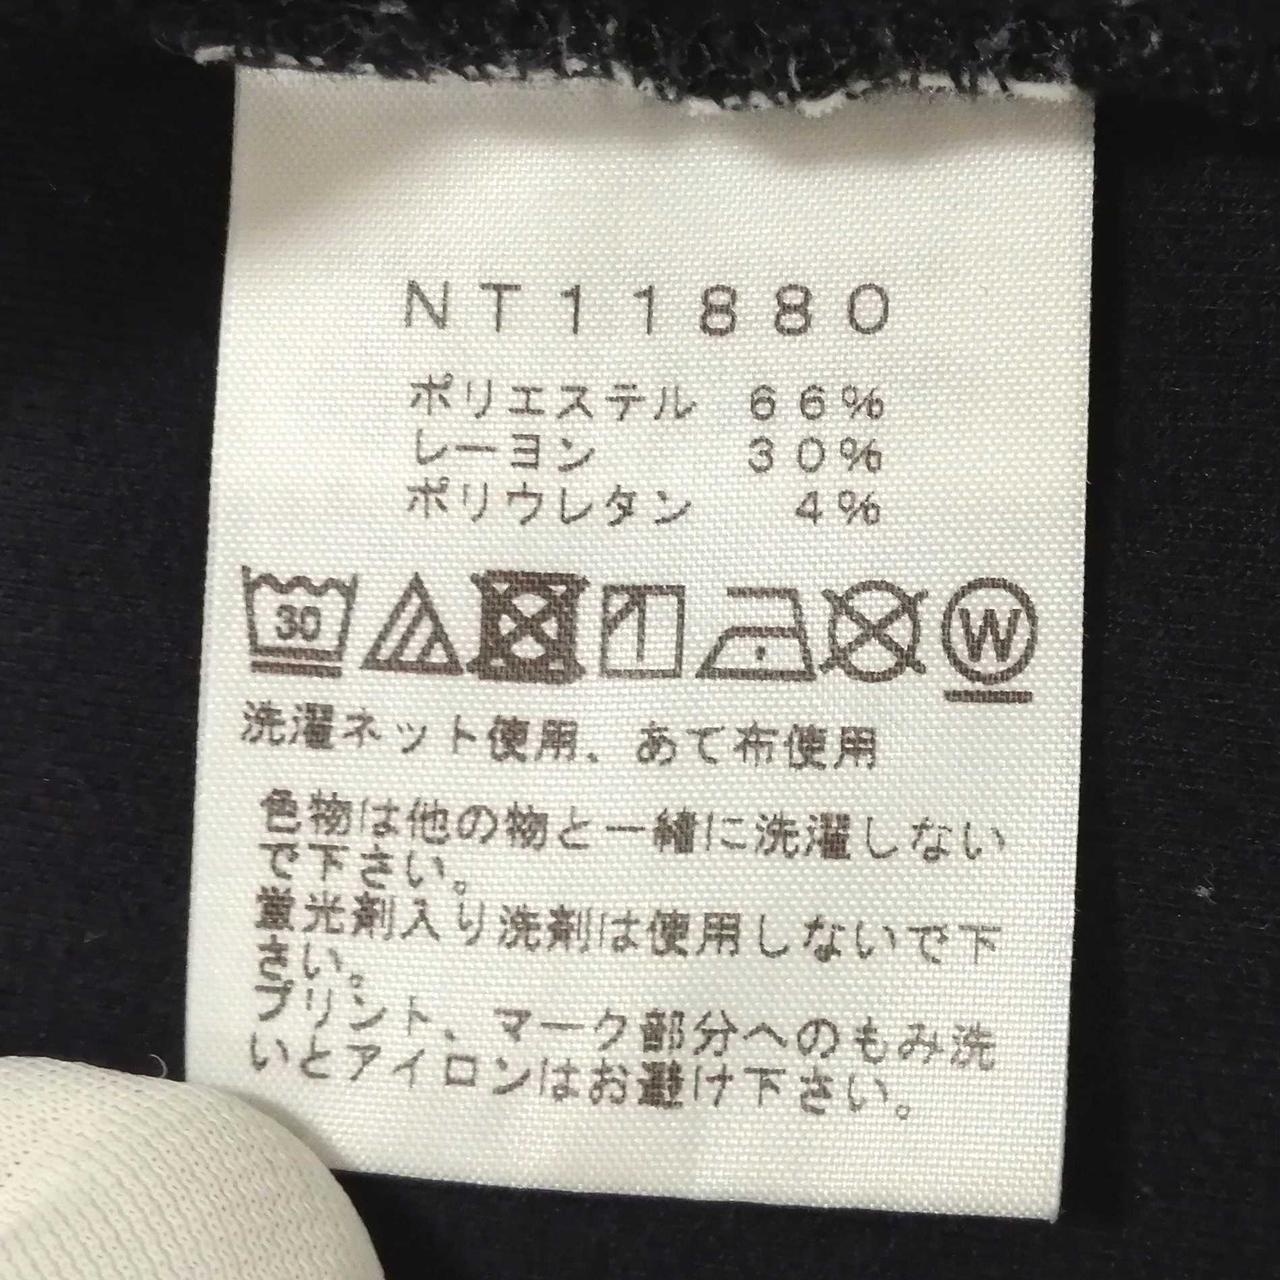 NT11880
ポリエステル 66%
レーヨン 30%
ポリウレタン 4%
30
W
洗濯ネット使用、あて布使用
色物は他の物と一緒に洗濯しない
で下さい。
蛍光剤入り洗剤は使用しないで下
さい。
プリント、マーク部分へのもみ洗
いとアイロンはお避け下さい。